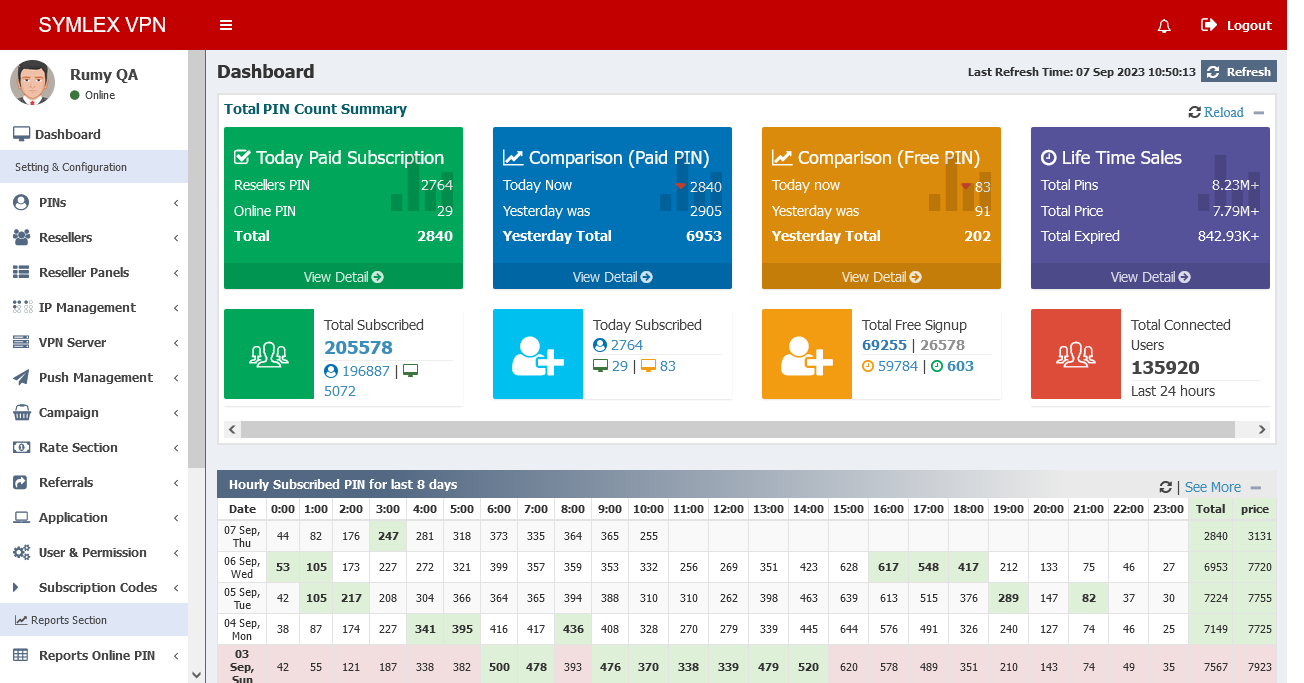 SYMLEX VPN
Logout
Rumy QA
Online
Dashboard
Setting & Configuration
PINs
Resellers
Reseller Panels
IP Management
VPN Server
Push Management
Campaign
Rate Section
Referrals
Application
User & Permission
Subscription Codes
Reports Section
Reports Online PIN
Dashboard
Last Refresh Time: 07 Sep 2023 10:50:13 Refresh
Total PIN Count Summary
Reload
Today Paid Subscription
Resellers PIN 2764
Online PIN 29
Total 2840
View Detail
Comparison (Paid PIN)
Today Now 2840
Yesterday was 2905
Yesterday Total 6953
View Detail
Comparison (Free PIN)
Today now 83
Yesterday was 91
Yesterday Total 202
View Detail
Life Time Sales
Total Pins 8.23M+
Total Price 7.79M+
Total Expired 842.93K+
View Detail
Total Subscribed
205578
196887 |
5072
Today Subscribed
2764
29 | 83
Total Free Signup
69255 | 26578
59784 | 603
Total Connected
Users
135920
Last 24 hours
Hourly Subscribed PIN for last 8 days
| See More
Date 0:00 1:00 2:00 3:00 4:00 5:00 6:00 7:00 8:00 9:00 10:00 11:00 12:00 13:00 14:00 15:00 16:00 17:00 18:00 19:00 20:00 21:00 22:00 23:00 Total price
07 Sep,
Thu
44 82 176 247 281 318 373 335 364 365 255 2840 3131
06 Sep,
Wed
53 105 173 227 272 321 399 357 359 353 332 256 269 351 423 628 617 548 417 212 133 75 46 27 6953 7720
05 Sep,
Tue
42 105 217 208 304 366 364 365 394 388 310 310 262 398 463 639 613 515 376 289 147 82 37 30 7224 7755
04 Sep,
Mon
38 87 174 227 341 395 416 417 436 408 328 270 279 339 445 644 576 491 326 240 127 74 46 25 7149 7725
03
Sep,
Sun
42 55 121 187 338 382 500 478 393 476 370 338 339 479 520 620 578 489 351 210 143 74 49 35 7567 7923